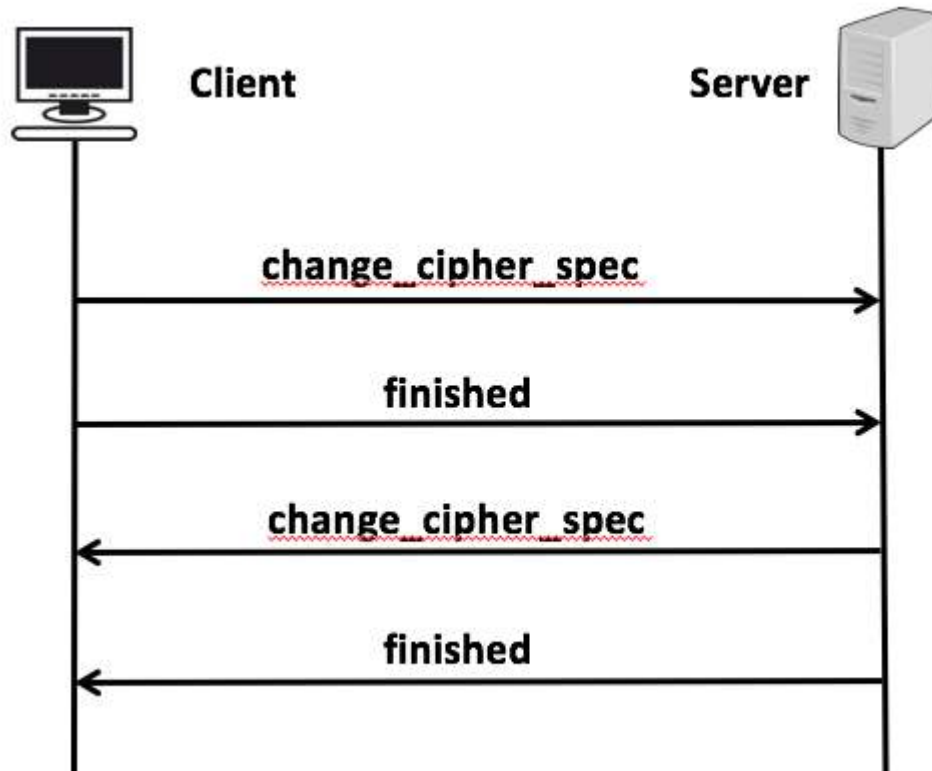 Client
Server
change_cipher_spec
finished
change_cipher_spec
finished